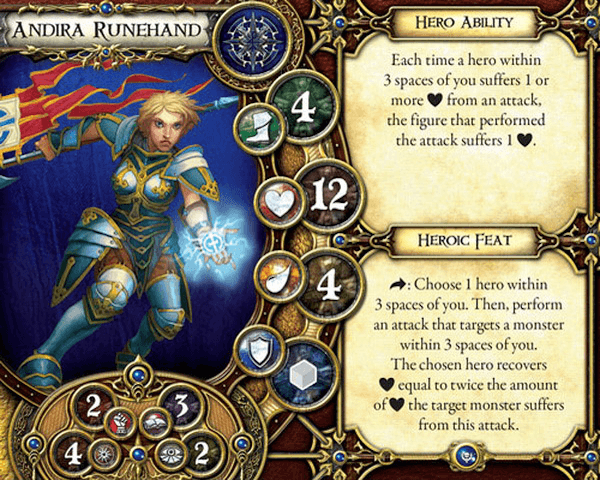 Andira Runehand
4
12
4
2
3
4
2
Hero Ability
Each time a hero within
3 spaces of you suffers 1 or
more from an attack,
the figure that performed
the attack suffers 1 .
Heroic Feat
: Choose 1 hero within
3 spaces of you. Then, perform
an attack that targets a monster
within 3 spaces of you.
The chosen hero recovers
equal to twice the amount
of the target monster suffers
from this attack.